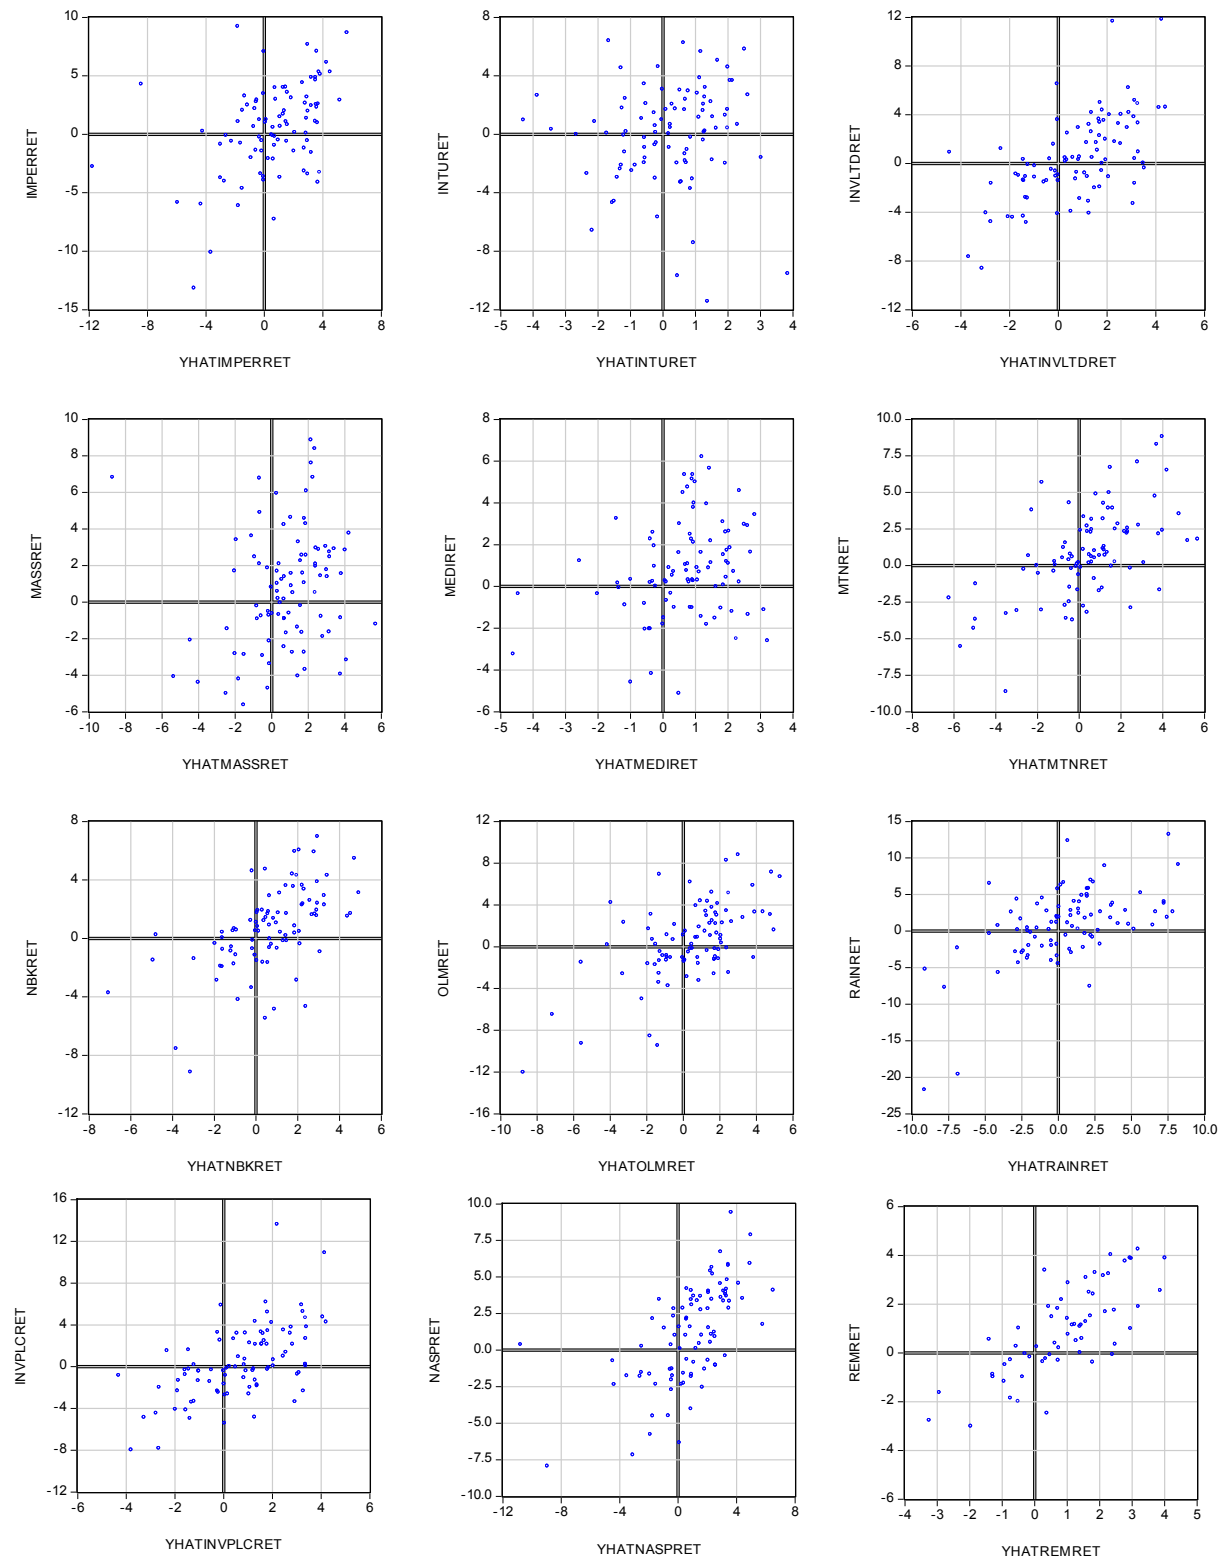 10
5
0
-5
-10
-15
-12 -8 -4 0 4 8
IMPERRET
YHATIMPERRET
8
4
0
-4
-8
-12
-5 -4 -3 -2 -1 0 1 2 3 4
INTURET
YHATINTURET
12
8
4
0
-4
-8
-12
-6 -4 -2 0 2 4 6
INVLTDRET
YHATINVLTDRET
10
8
6
4
2
0
-2
-4
-6
-10 -8 -6 -4 -2 0 2 4 6
MASSRET
YHATMASSRET
8
6
4
2
0
-2
-4
-6
-5 -4 -3 -2 -1 0 1 2 3 4
MEDIRET
YHATMEDIRET
10.0
7.5
5.0
2.5
0.0
-2.5
-5.0
-7.5
-10.0
-8 -6 -4 -2 0 2 4 6
MTNRET
YHATMTNRET
8
4
0
-4
-8
-12
-8 -6 -4 -2 0 2 4 6
NBKRET
YHATNBKRET
12
8
4
0
-4
-8
-12
-16
-10 -8 -6 -4 -2 0 2 4 6
OLMRET
YHATOLMRET
15
10
5
0
-5
-10
-15
-20
-25
-10.0 -7.5 -5.0 -2.5 0.0 2.5 5.0 7.5 10.0
RAINRET
YHATRAINRET
16
12
8
4
0
-4
-8
-12
-6 -4 -2 0 2 4 6
INVPLCRET
YHATINVPLCRET
10.0
7.5
5.0
2.5
0.0
-2.5
-5.0
-7.5
-10.0
-12 -8 -4 0 4 8
NASPRET
YHATNASPRET
6
4
2
0
-2
-4
-6
-4 -3 -2 -1 0 1 2 3 4 5
REMRET
YHATREMRET